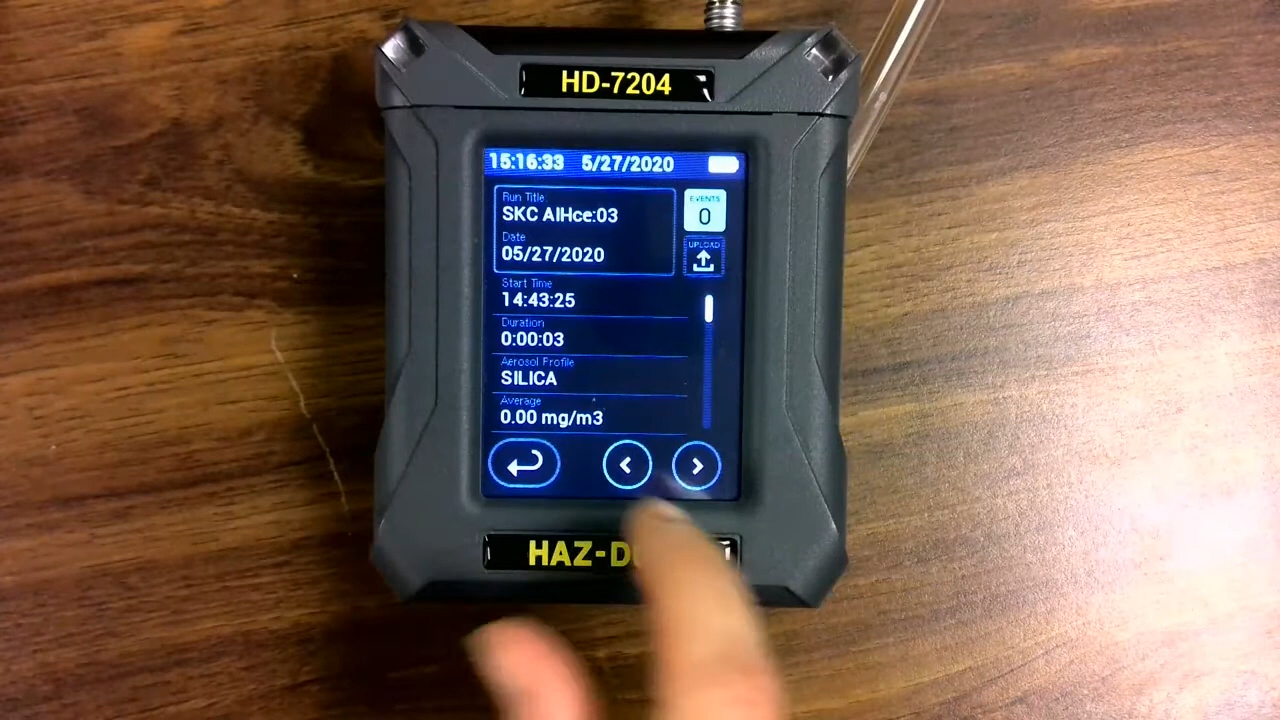 HD-7204
15:16:33 5/27/2020
Run Title
SKC AIHce:03
EVENTS
0
Date
05/27/2020
UPLOAD
Start Time
14:43:25
Duration
0:00:03
Aerosol Profile
SILICA
Average
0.00 mg/m3
HAZ-D